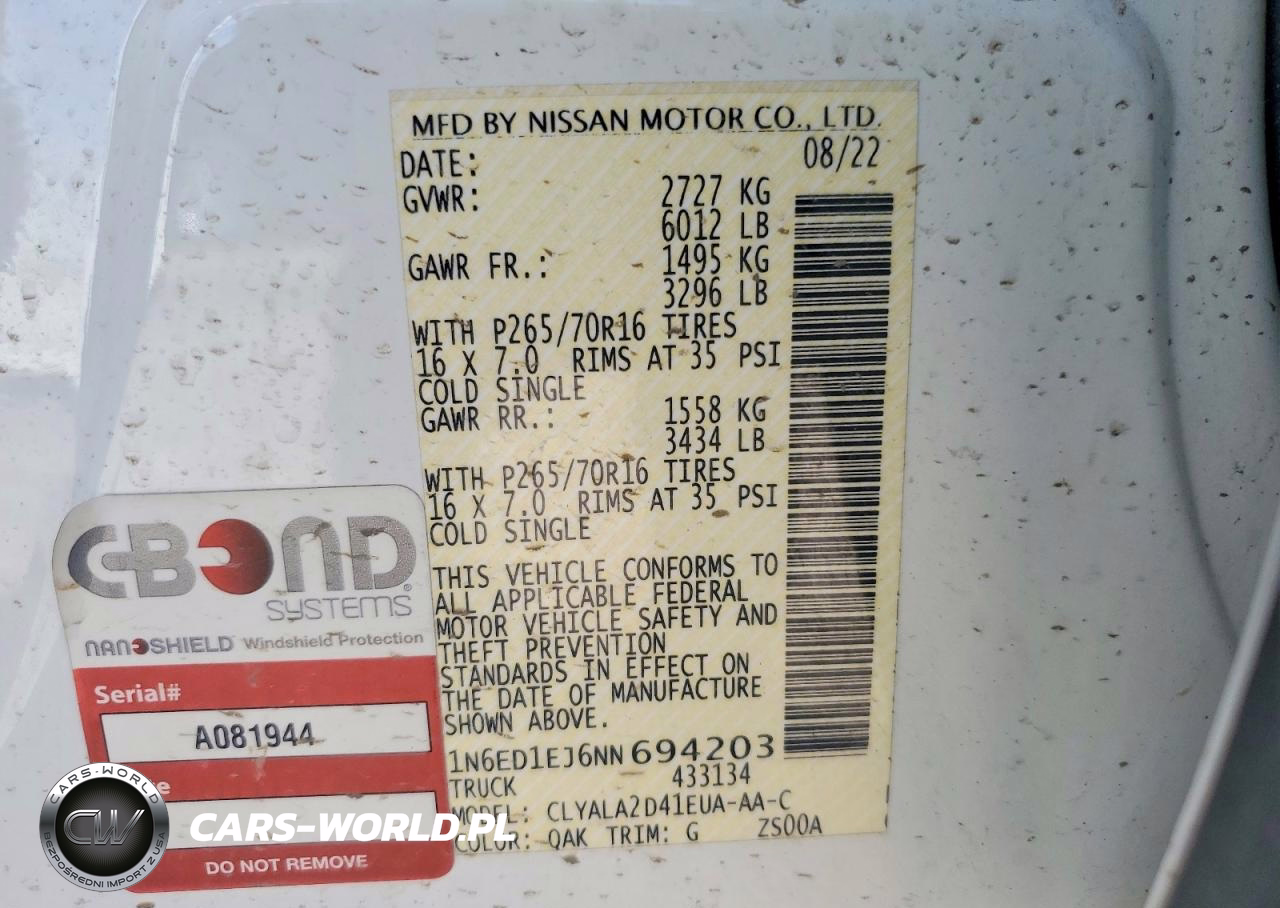 MFD BY NISSAN MOTOR CO., LTD.
DATE: 08/22
GVWR: 2727 KG
6012 LB
GAWR FR.: 1495 KG
3296 LB
WITH P265/70R16 TIRES
16 X 7.0 RIMS AT 35 PSI
COLD SINGLE
GAWR RR.: 1558 KG
3434 LB
WITH P265/70R16 TIRES
16 X 7.0 RIMS AT 35 PSI
COLD SINGLE
THIS VEHICLE CONFORMS TO
ALL APPLICABLE FEDERAL
MOTOR VEHICLE SAFETY AND
THEFT PREVENTION
STANDARDS IN EFFECT ON
THE DATE OF MANUFACTURE
SHOWN ABOVE.
1N6ED1EJ6NN694203
TRUCK 433134
MODEL: CLYALA2D41EUA-AA-C
COLOR: QAK TRIM: G ZS00A
C-BOND
SYSTEMS
NANOSHIELD Windshield Protection
Serial#
A081944
DO NOT REMOVE
CARS-WORLD
CW
BEZPOŚREDNI IMPORT Z USA
CARS-WORLD.PL